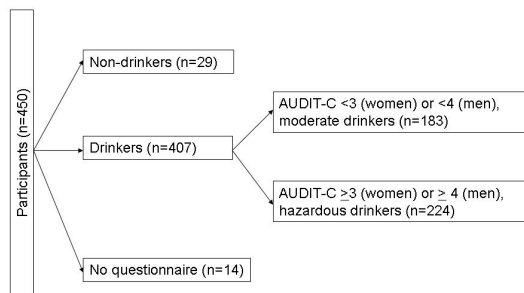 Participants (n=450)
Non-drinkers (n=29)
Drinkers (n=407)
No questionnaire (n=14)
AUDIT-C <3 (women) or <4 (men),
moderate drinkers (n=183)
AUDIT-C ≥3 (women) or ≥ 4 (men),
hazardous drinkers (n=224)